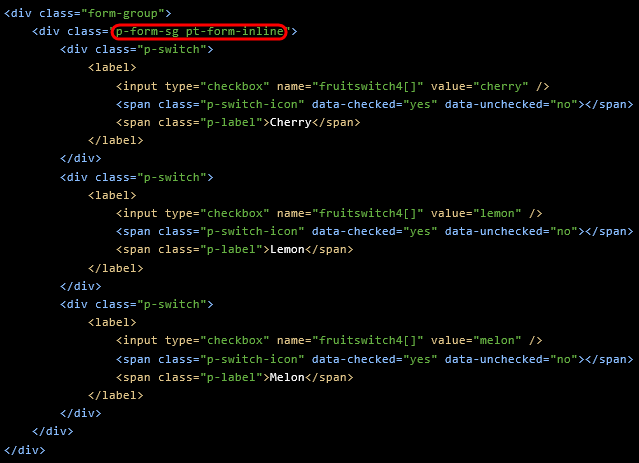 <div class="form-group">
<div class="p-form-sg pt-form-inline">
<div class="p-switch">
<label>
<input type="checkbox" name="fruitswitch4[]" value="cherry" />
<span class="p-switch-icon" data-checked="yes" data-unchecked="no"></span>
<span class="p-label">Cherry</span>
</label>
</div>
<div class="p-switch">
<label>
<input type="checkbox" name="fruitswitch4[]" value="lemon" />
<span class="p-switch-icon" data-checked="yes" data-unchecked="no"></span>
<span class="p-label">Lemon</span>
</label>
</div>
<div class="p-switch">
<label>
<input type="checkbox" name="fruitswitch4[]" value="melon" />
<span class="p-switch-icon" data-checked="yes" data-unchecked="no"></span>
<span class="p-label">Melon</span>
</label>
</div>
</div>
</div>